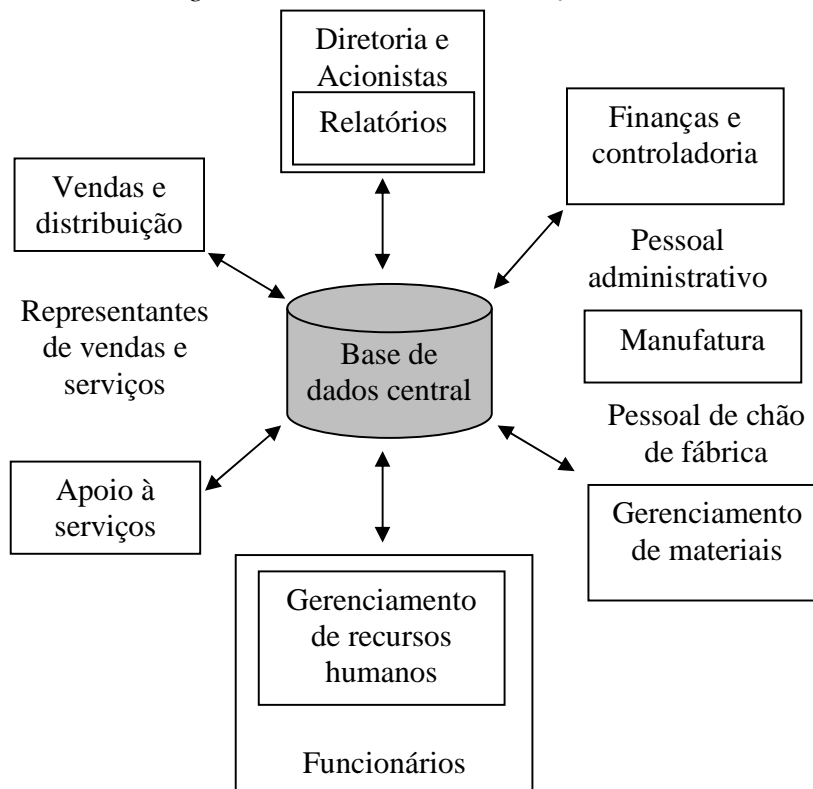 Diretoria e
Acionistas
Relatórios
Finanças e
controladoria
Vendas e
distribuição
Pessoal
administrativo
Representantes
de vendas e
serviços
Base de
dados central
Manufatura
Pessoal de chão
de fábrica
Apoio à
serviços
Gerenciamento
de materiais
Gerenciamento
de recursos
humanos
Funcionários